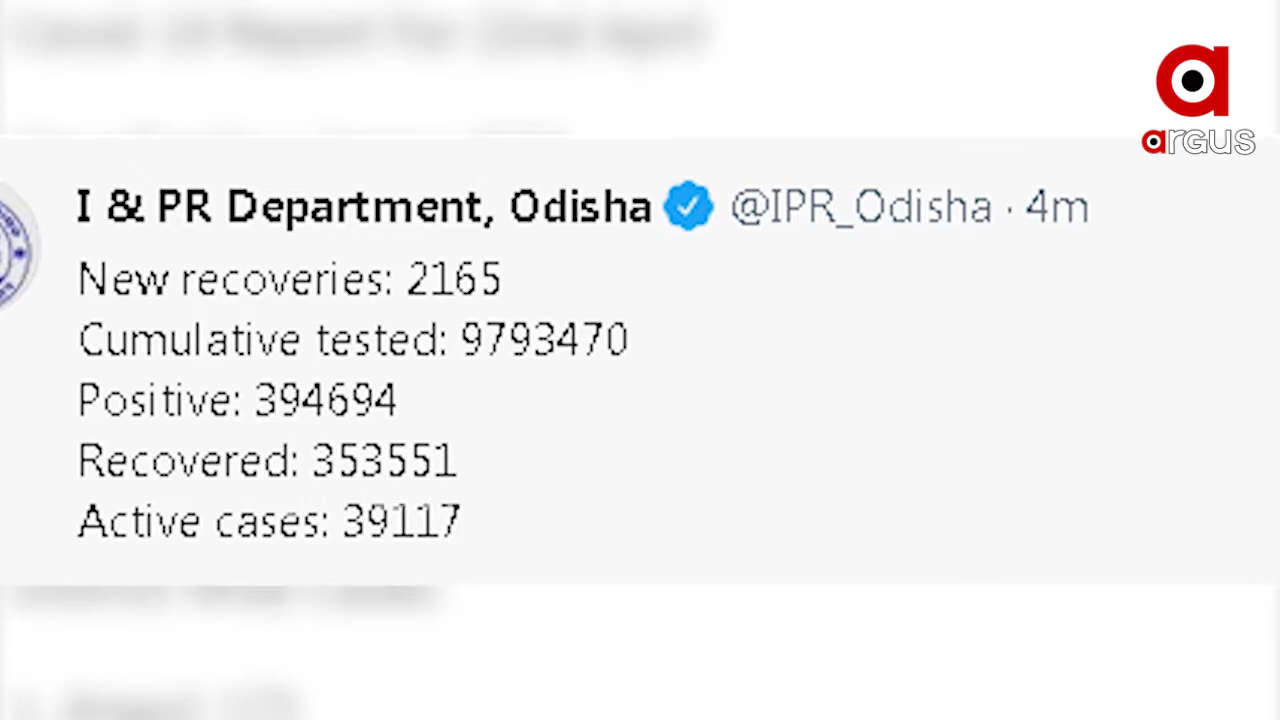 argus
I & PR Department, Odisha @IPR_Odisha · 4m
New recoveries: 2165
Cumulative tested: 9793470
Positive: 394694
Recovered: 353551
Active cases: 39117